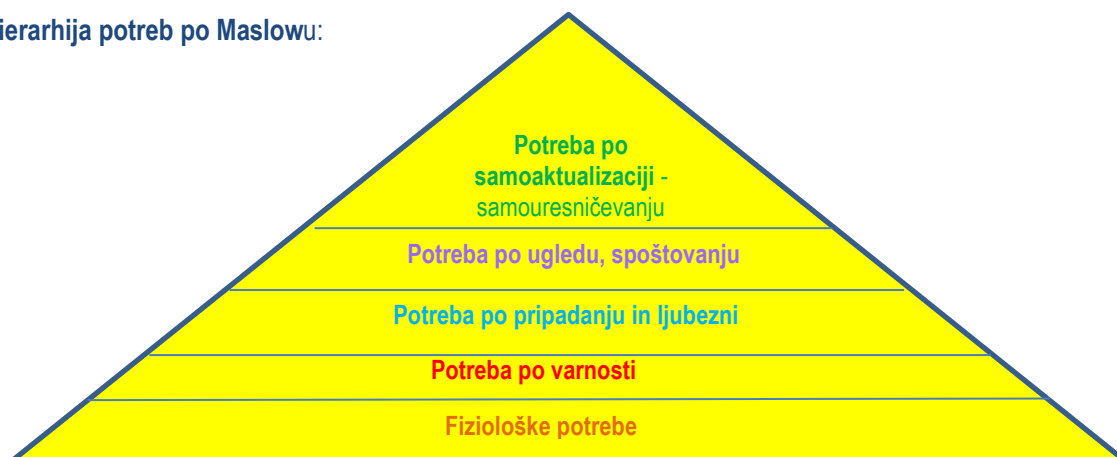 ierarhija potreb po Maslowu:
Potreba po
samoaktualizaciji -
samouresničevanju
Potreba po ugledu, spoštovanju
Potreba po pripadanju in ljubezni
Potreba po varnosti
Fiziološke potrebe